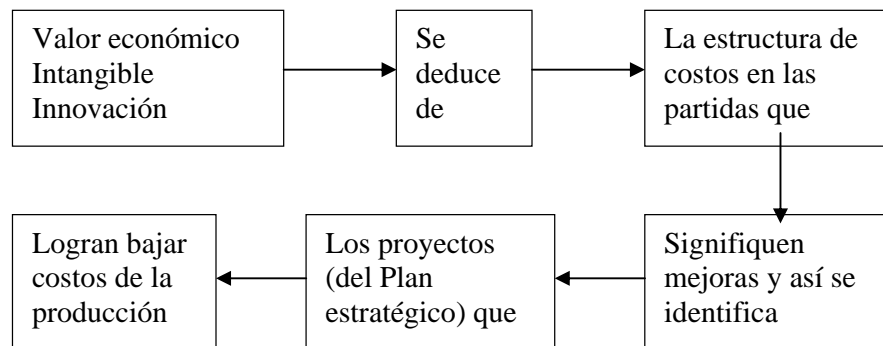 Valor económico
Intangible
Innovación
Se
deduce
de
La estructura de
costos en las
partidas que
Signifiquen
mejoras y así se
identifica
Los proyectos
(del Plan
estratégico) que
Logran bajar
costos de la
producción